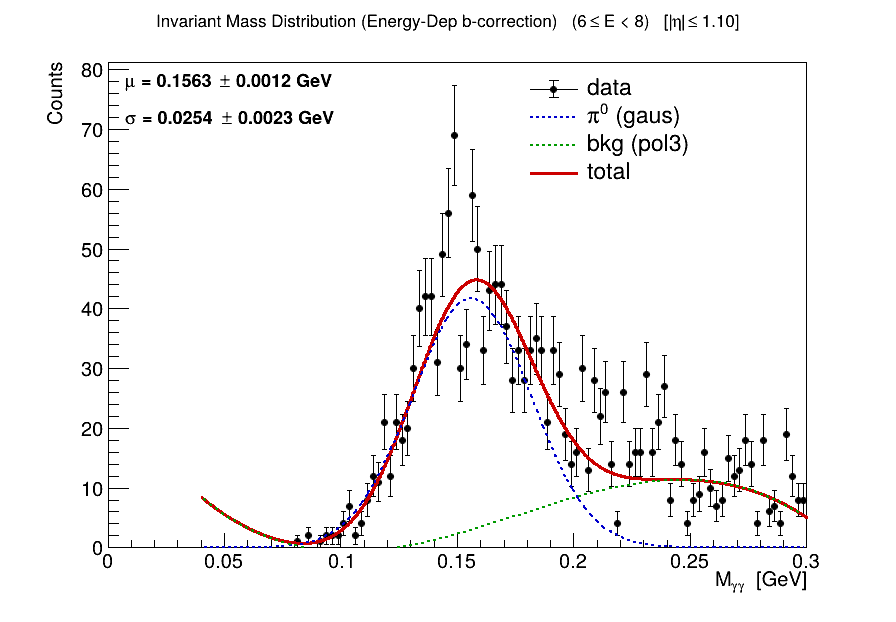 Invariant Mass Distribution (Energy-Dep b-correction) (6 ≤ E < 8) [|η| ≤ 1.10]
μ = 0.1563 ± 0.0012 GeV
σ = 0.0254 ± 0.0023 GeV
data
π⁰ (gaus)
bkg (pol3)
total
Counts
80
70
60
50
40
30
20
10
0
0 0.05 0.1 0.15 0.2 0.25 0.3
Mγγ [GeV]